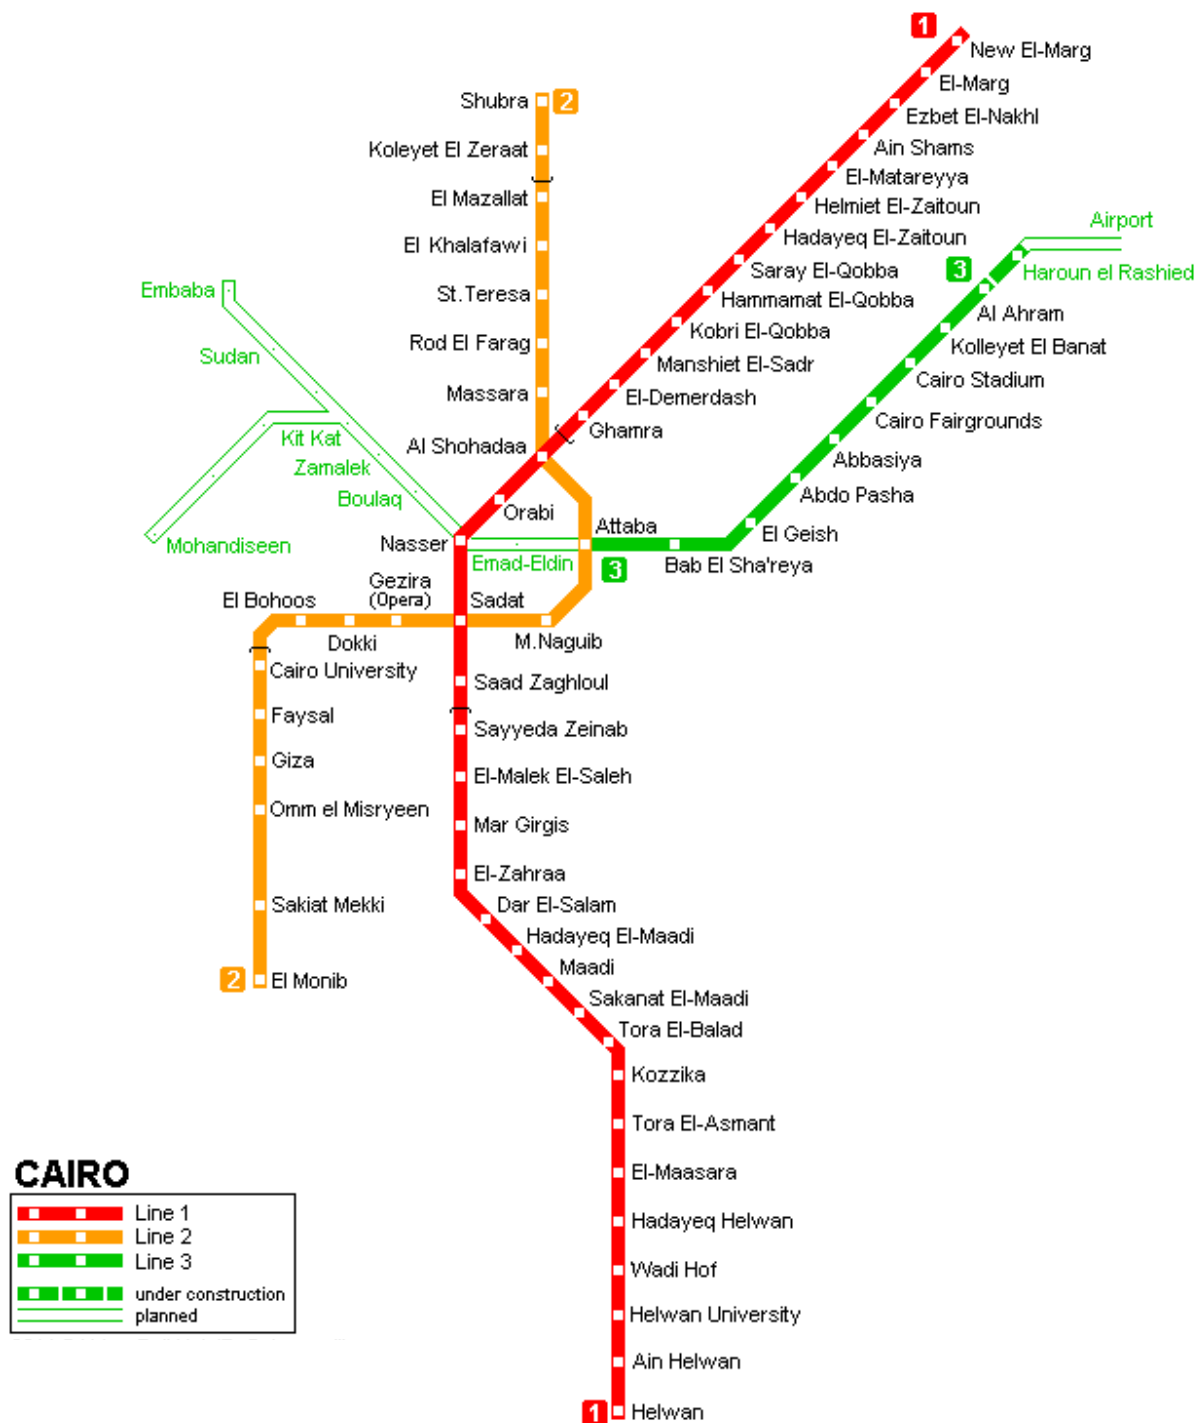 1
New El-Marg
El-Marg
Shubra
2
Ezbet El-Nakhl
Koleyet El Zeraat
Ain Shams
El-Matareyya
El Mazallat
Helmiet El-Zaitoun
Airport
Hadayeq El-Zaitoun
El Khalafawi
Saray El-Qobba
3
Haroun el Rashied
Embaba
St.Teresa
Hammamat El-Qobba
Al Ahram
Kobri El-Qobba
Kolleyet El Banat
Sudan
Rod El Farag
Manshiet El-Sadr
Cairo Stadium
Massara
El-Demerdash
Cairo Fairgrounds
Ghamra
Kit Kat
Al Shohadaa
Abbasiya
Zamalek
Abdo Pasha
Boulaq
Orabi
Attaba
El Geish
Mohandiseen
Nasser
Emad-Eldin
3
Bab El Sha'reya
Gezira
(Opera)
El Bohoos
Sadat
Dokki
M.Naguib
Cairo University
Saad Zaghloul
Faysal
Sayyeda Zeinab
Giza
El-Malek El-Saleh
Omm el Misryeen
Mar Girgis
El-Zahraa
Sakiat Mekki
Dar El-Salam
Hadayeq El-Maadi
Maadi
2
El Monib
Sakanat El-Maadi
Tora El-Balad
Kozzika
Tora El-Asmant
El-Maasara
Hadayeq Helwan
Wadi Hof
Helwan University
Ain Helwan
1
Helwan
CAIRO
Line 1
Line 2
Line 3
under construction
planned